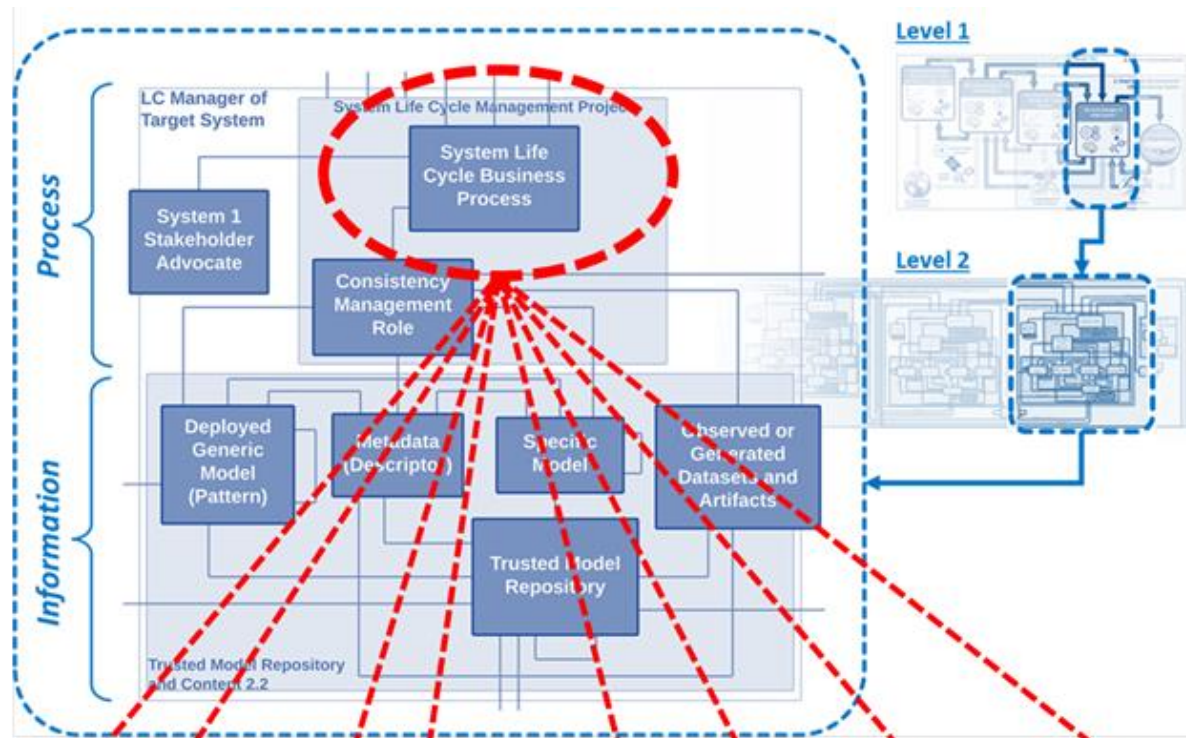 Level 1
LC Manager of
Target System
System Life Cycle Management Project
System Life
Cycle Business
Process
Process
System 1
Stakeholder
Advocate
Consistency
Management
Role
Level 2
Deployed
Generic
Model
(Pattern)
Metadata
(Descriptor)
Specific
Model
Observed or
Generated
Datasets and
Artifacts
Information
Trusted Model
Repository
Trusted Model Repository
and Content 2.2